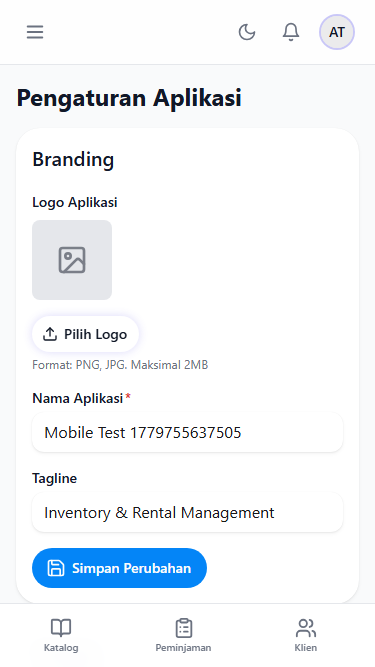 AT
Pengaturan Aplikasi
Branding
Logo Aplikasi
Pilih Logo
Format: PNG, JPG. Maksimal 2MB
Nama Aplikasi*
Mobile Test 1779755637505
Tagline
Inventory & Rental Management
Simpan Perubahan
Katalog Peminjaman Klien